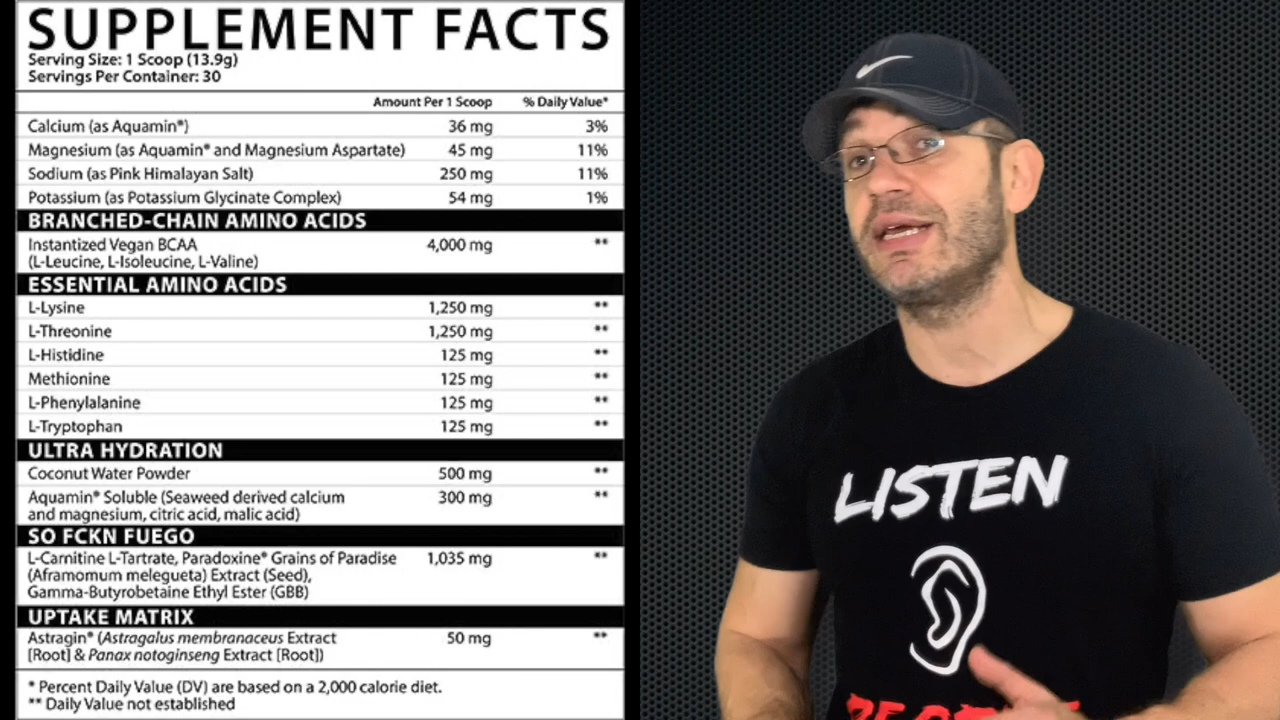 SUPPLEMENT FACTS
Serving Size: 1 Scoop (13.9g)
Servings Per Container: 30
Amount Per 1 Scoop % Daily Value*
Calcium (as Aquamin®) 36 mg 3%
Magnesium (as Aquamin® and Magnesium Aspartate) 45 mg 11%
Sodium (as Pink Himalayan Salt) 250 mg 11%
Potassium (as Potassium Glycinate Complex) 54 mg 1%
BRANCHED-CHAIN AMINO ACIDS
Instantized Vegan BCAA 4,000 mg **
(L-Leucine, L-Isoleucine, L-Valine)
ESSENTIAL AMINO ACIDS
L-Lysine 1,250 mg **
L-Threonine 1,250 mg **
L-Histidine 125 mg **
Methionine 125 mg **
L-Phenylalanine 125 mg **
L-Tryptophan 125 mg **
ULTRA HYDRATION
Coconut Water Powder 500 mg **
Aquamin® Soluble (Seaweed derived calcium 300 mg **
and magnesium, citric acid, malic acid)
SO FCKN FUEGO
L-Carnitine L-Tartrate, Paradoxine® Grains of Paradise 1,035 mg **
(Aframomum melegueta) Extract (Seed),
Gamma-Butyrobetaine Ethyl Ester (GBB)
UPTAKE MATRIX
Astragin® (Astragalus membranaceus Extract 50 mg **
[Root] & Panax notoginseng Extract [Root])
* Percent Daily Value (DV) are based on a 2,000 calorie diet.
** Daily Value not established
LISTEN